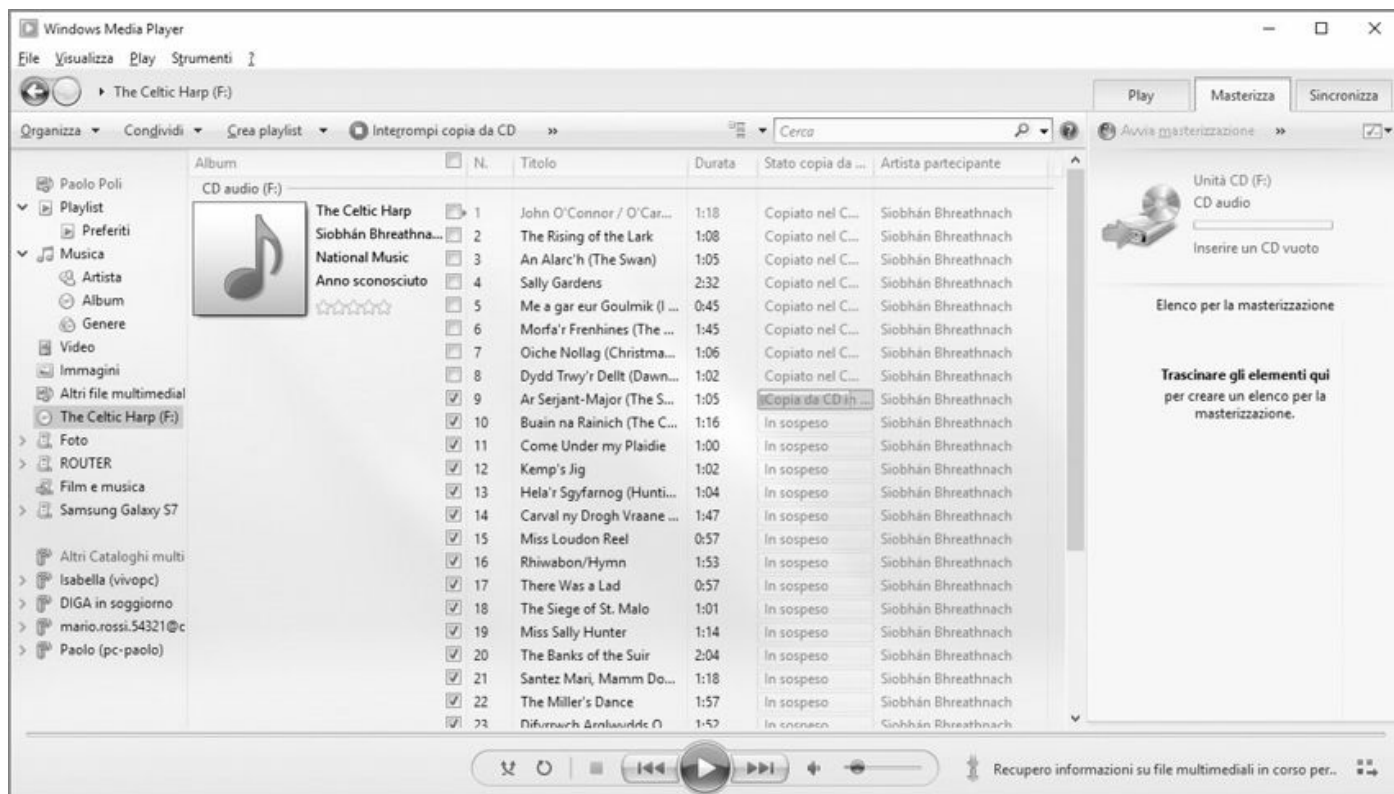 Windows Media Player
File Visualizza Play Strumenti ?
The Celtic Harp (F:)
Play Masterizza Sincronizza
Organizza Condividi Crea playlist Interrompi copia da CD » Cerca Avvia masterizzazione »
Paolo Poli
Playlist
Preferiti
Musica
Artista
Album
Genere
Video
Immagini
Altri file multimedial
The Celtic Harp (F:)
Foto
ROUTER
Film e musica
Samsung Galaxy S7
Altri Cataloghi multi
Isabella (vivopc)
DIGA in soggiorno
mario.rossi.54321@c
Paolo (pc-paolo)
Album N. Titolo Durata Stato copia da ... Artista partecipante
CD audio (F:)
The Celtic Harp
Siobhán Bhreathna...
National Music
Anno sconosciuto
1 John O'Connor / O'Car... 1:18 Copiato nel C... Siobhán Bhreathnach
2 The Rising of the Lark 1:08 Copiato nel C... Siobhán Bhreathnach
3 An Alarc'h (The Swan) 1:05 Copiato nel C... Siobhán Bhreathnach
4 Sally Gardens 2:32 Copiato nel C... Siobhán Bhreathnach
5 Me a gar eur Goulmik (I ... 0:45 Copiato nel C... Siobhán Bhreathnach
6 Morfa'r Frenhines (The ... 1:45 Copiato nel C... Siobhán Bhreathnach
7 Oiche Nollag (Christma... 1:06 Copiato nel C... Siobhán Bhreathnach
8 Dydd Trwy'r Dellt (Dawn... 1:02 Copiato nel C... Siobhán Bhreathnach
9 Ar Serjant-Major (The S... 1:05 Copia da CD in ... Siobhán Bhreathnach
10 Buain na Rainich (The C... 1:16 In sospeso Siobhán Bhreathnach
11 Come Under my Plaidie 1:00 In sospeso Siobhán Bhreathnach
12 Kemp's Jig 1:02 In sospeso Siobhán Bhreathnach
13 Hela'r Sgyfarnog (Hunti... 1:04 In sospeso Siobhán Bhreathnach
14 Carval ny Drogh Vraane ... 1:47 In sospeso Siobhán Bhreathnach
15 Miss Loudon Reel 0:57 In sospeso Siobhán Bhreathnach
16 Rhiwabon/Hymn 1:53 In sospeso Siobhán Bhreathnach
17 There Was a Lad 0:57 In sospeso Siobhán Bhreathnach
18 The Siege of St. Malo 1:01 In sospeso Siobhán Bhreathnach
19 Miss Sally Hunter 1:14 In sospeso Siobhán Bhreathnach
20 The Banks of the Suir 2:04 In sospeso Siobhán Bhreathnach
21 Santez Mari, Mamm Do... 1:18 In sospeso Siobhán Bhreathnach
22 The Miller's Dance 1:57 In sospeso Siobhán Bhreathnach
23 Difyrrwch Arglwydds O 1:52 In sospeso Siobhán Bhreathnach
Unità CD (F:)
CD audio
Inserire un CD vuoto
Elenco per la masterizzazione
Trascinare gli elementi qui
per creare un elenco per la
masterizzazione.
Recupero informazioni su file multimediali in corso per..